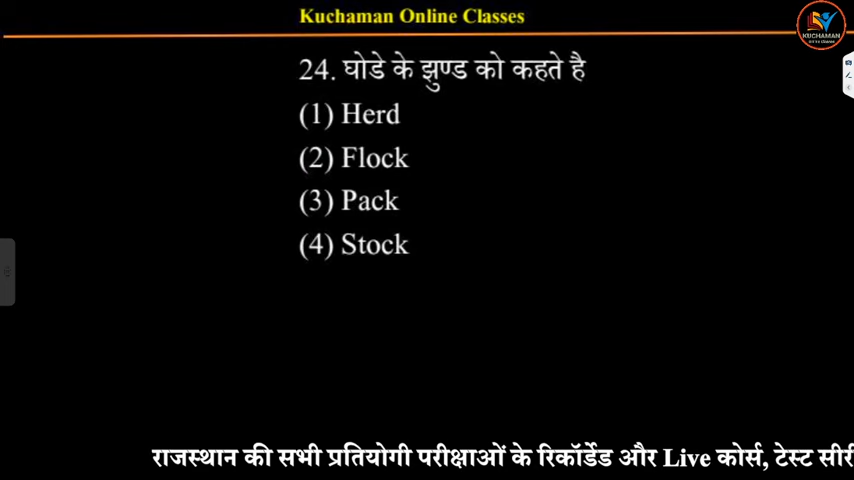 Kuchaman Online Classes
KUCHAMAN
24. घोडे के झुण्ड को कहते है
(1) Herd
(2) Flock
(3) Pack
(4) Stock
राजस्थान की सभी प्रतियोगी परीक्षाओं के रिकॉर्डेड और Live कोर्स, टेस्ट सीरी